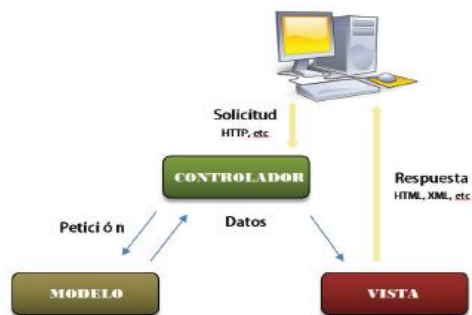 Solicitud
HTTP, etc
CONTROLADOR
Respuesta
HTML, XML, etc
Petici ó n
Datos
MODELO
VISTA